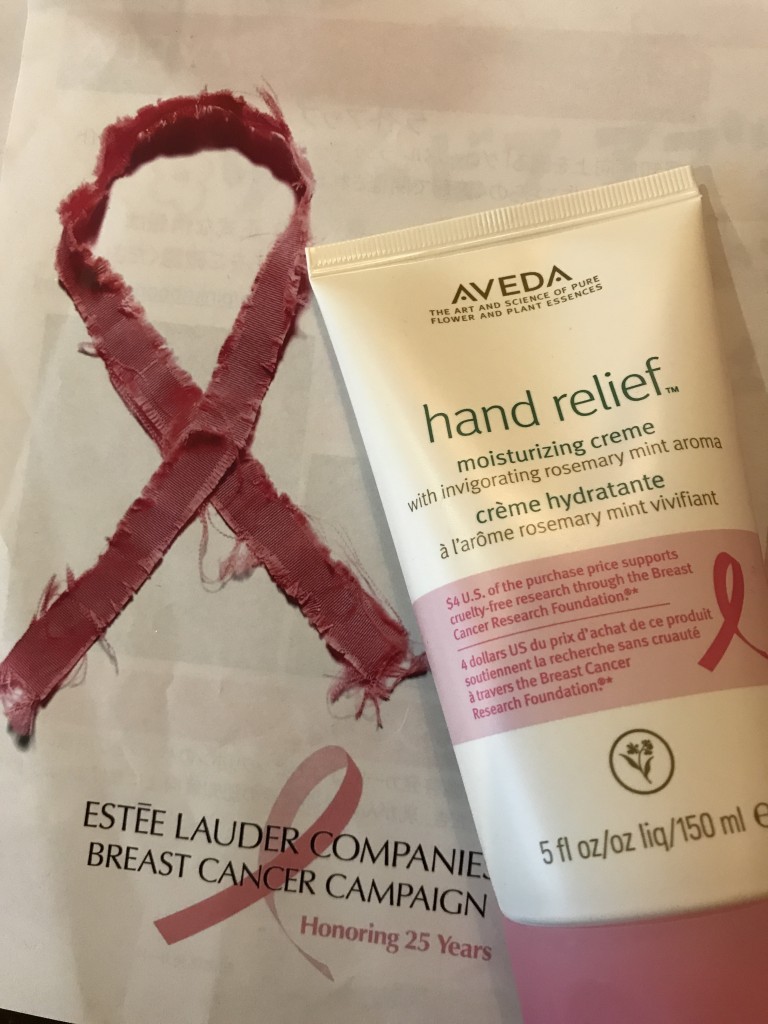 AVEDA
THE ART AND SCIENCE OF PURE
FLOWER AND PLANT ESSENCES
hand relief™
moisturizing creme
with invigorating rosemary mint aroma
crème hydratante
à l'arôme rosemary mint vivifiant
$4 U.S. of the purchase price supports
cruelty-free research through the Breast
Cancer Research Foundation.®*
4 dollars US du prix d'achat de ce produit
soutiennent la recherche sans cruauté
à travers the Breast Cancer
Research Foundation.®*
5 fl oz/oz liq/150 ml e
ESTĒE LAUDER COMPANIES
BREAST CANCER CAMPAIGN
Honoring 25 Years